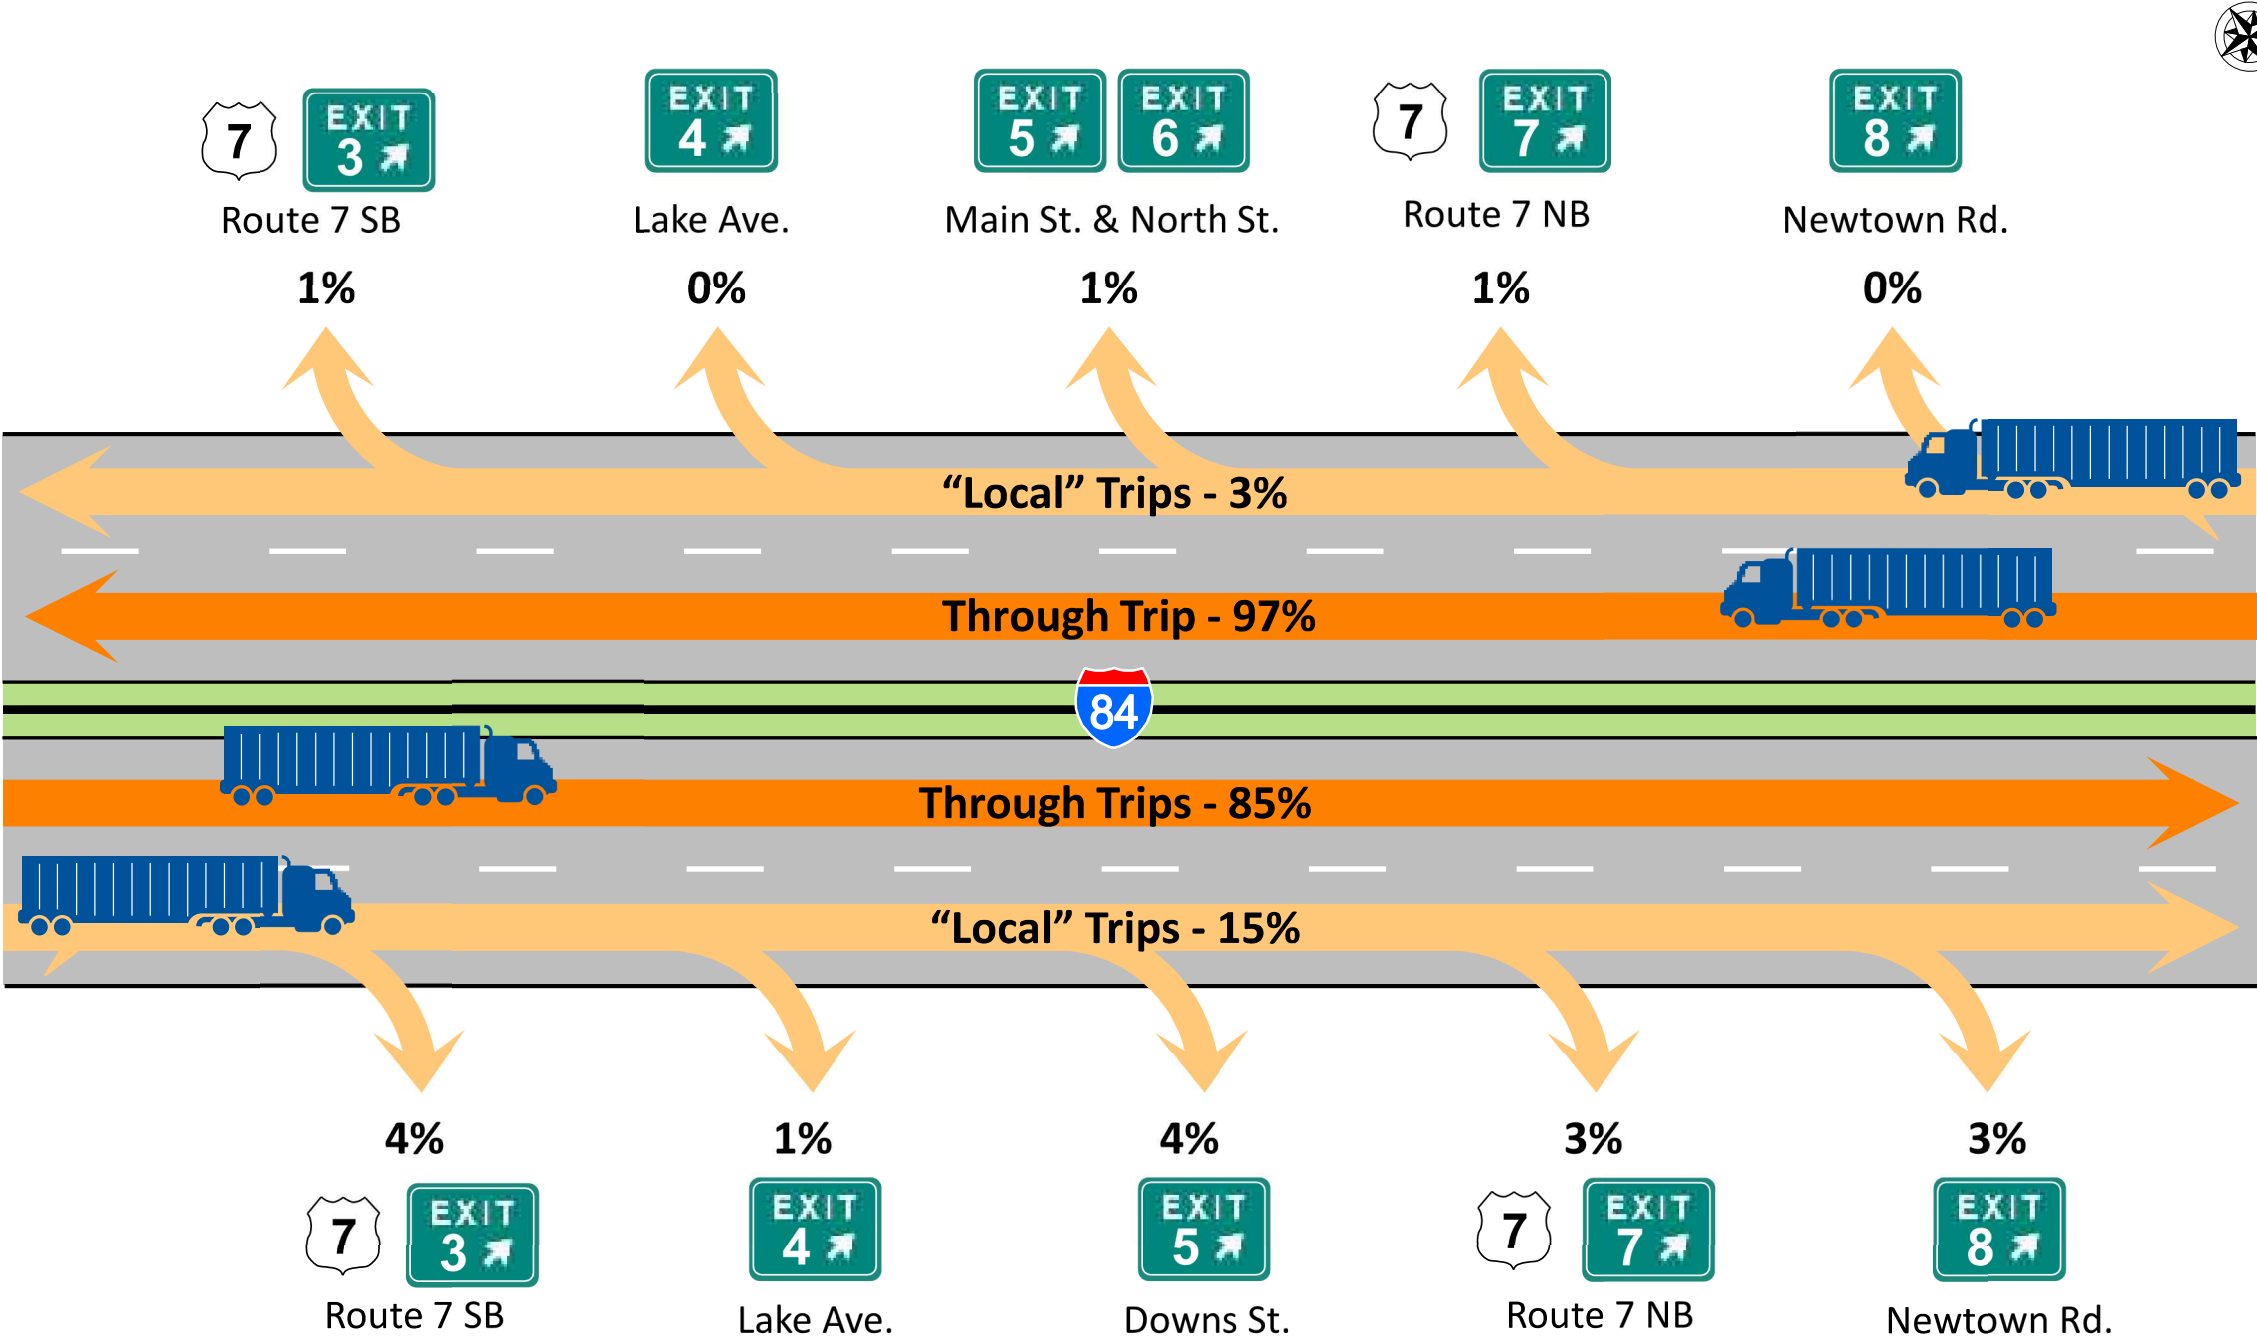 7
EXIT
3
EXIT
4
EXIT
5
EXIT
6
7
EXIT
7
EXIT
8
Route 7 SB
Lake Ave.
Main St. & North St.
Route 7 NB
Newtown Rd.
1%
0%
1%
1%
0%
“Local” Trips - 3%
Through Trip - 97%
84
Through Trips - 85%
“Local” Trips - 15%
4%
1%
4%
3%
3%
7
EXIT
3
EXIT
4
EXIT
5
7
EXIT
7
EXIT
8
Route 7 SB
Lake Ave.
Downs St.
Route 7 NB
Newtown Rd.